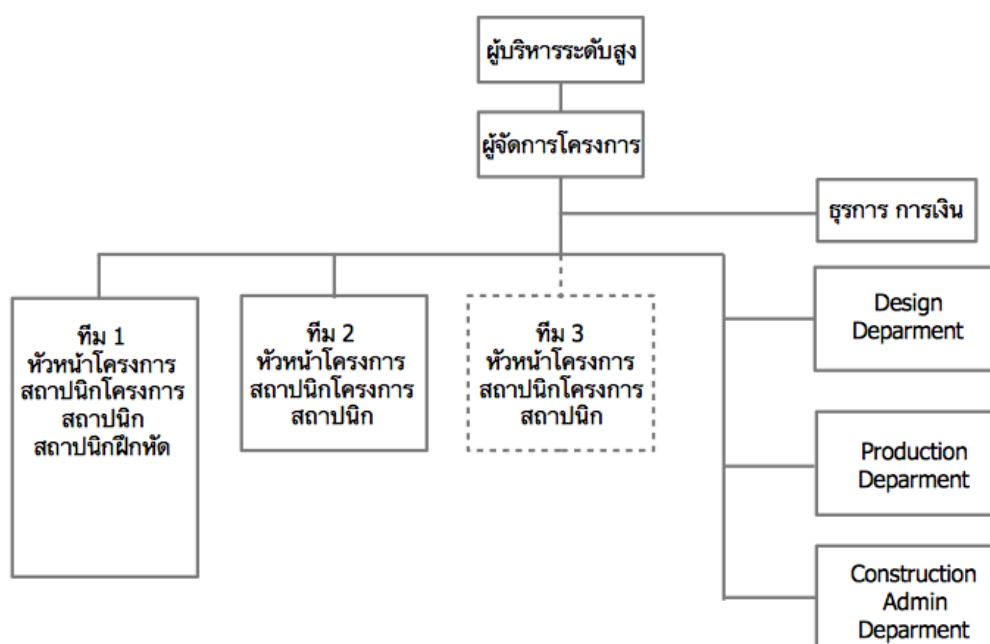 ผู้บริหารระดับสูง
ผู้จัดการโครงการ
ธุรการ การเงิน
ทีม 1
หัวหน้าโครงการ
สถาปนิกโครงการ
สถาปนิก
สถาปนิกฝึกหัด
ทีม 2
หัวหน้าโครงการ
สถาปนิกโครงการ
สถาปนิก
ทีม 3
หัวหน้าโครงการ
สถาปนิกโครงการ
สถาปนิก
Design
Deparment
Production
Deparment
Construction
Admin
Deparment